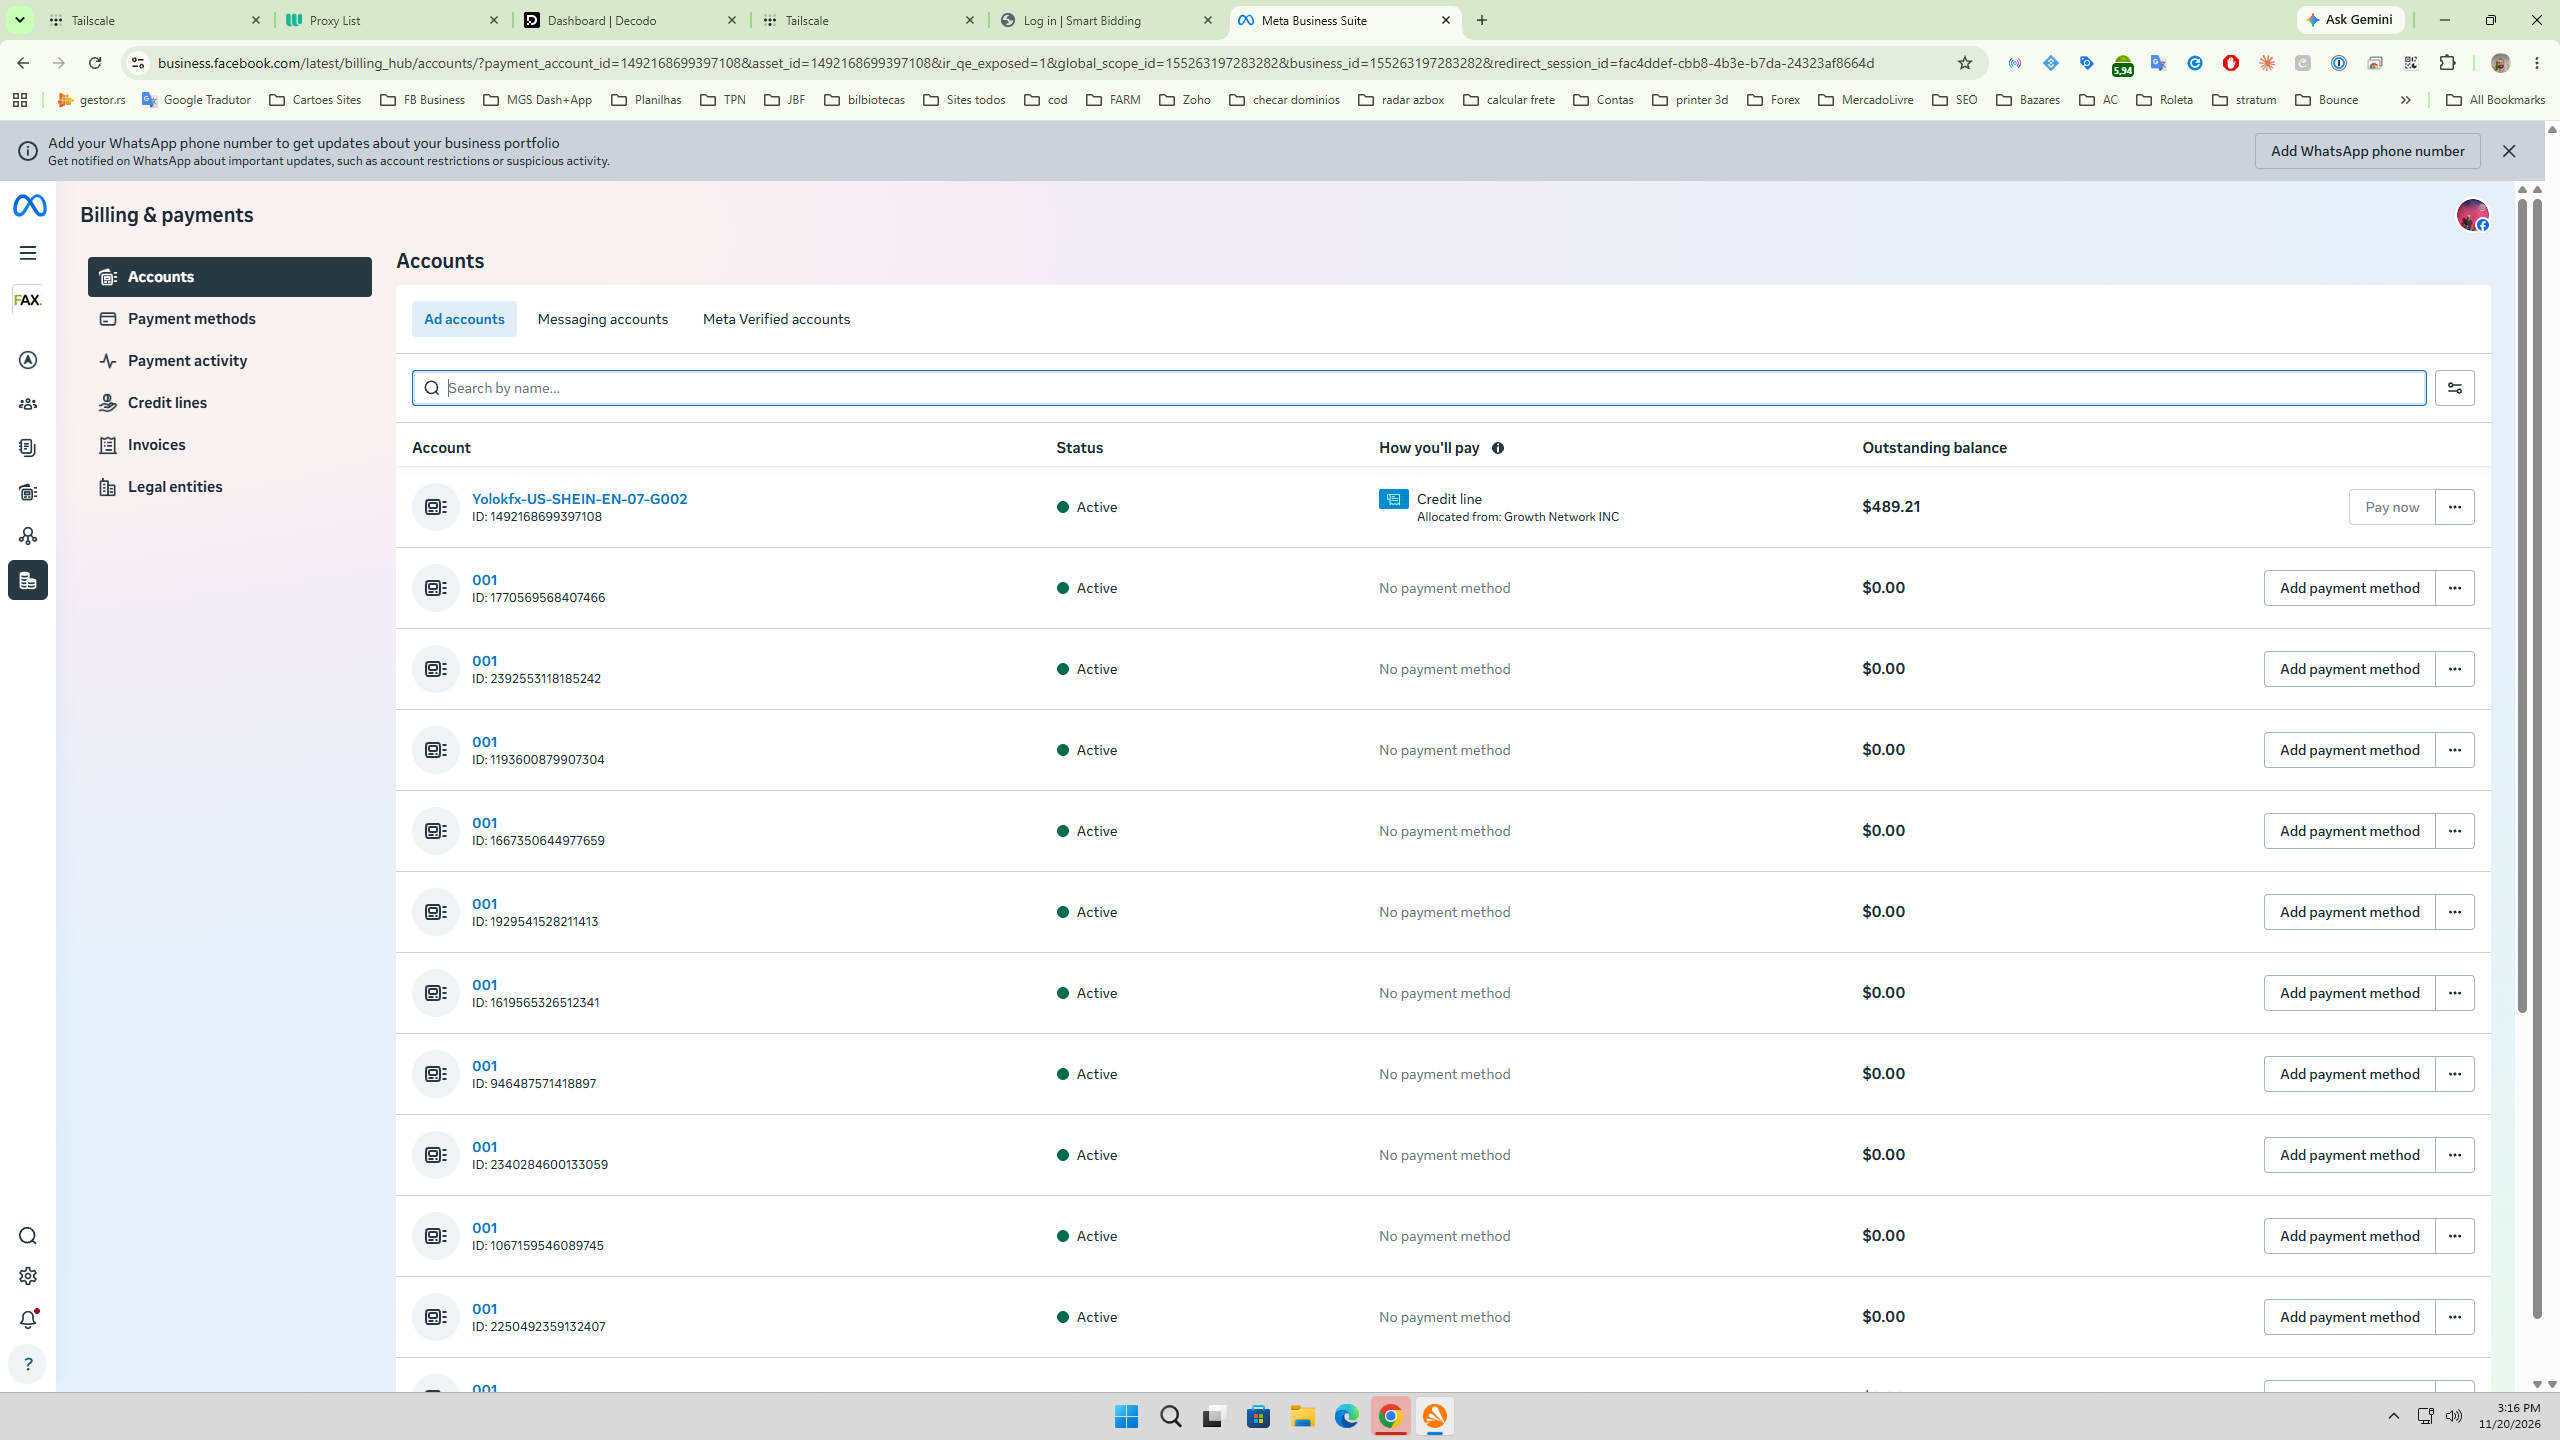 Tailscale
Proxy List
Dashboard | Decodo
Tailscale
Log in | Smart Bidding
Meta Business Suite
Ask Gemini
business.facebook.com/latest/billing_hub/accounts/?payment_account_id=1492168699397108&asset_id=1492168699397108&ir_qe_exposed=1&global_scope_id=155263197283282&business_id=155263197283282&redirect_session_id=fac4ddef-cbb8-4b3e-b7da-24323af8664d
5,94
gestor.rs
Google Tradutor
Cartoes Sites
FB Business
MGS Dash+App
Planilhas
TPN
JBF
bilbiotecas
Sites todos
cod
FARM
Zoho
checar dominios
radar azbox
calcular frete
Contas
printer 3d
Forex
MercadoLivre
SEO
Bazares
AC
Roleta
stratum
Bounce
All Bookmarks
Add your WhatsApp phone number to get updates about your business portfolio
Get notified on WhatsApp about important updates, such as account restrictions or suspicious activity.
Add WhatsApp phone number
Billing & payments
FAX.
Accounts
Payment methods
Payment activity
Credit lines
Invoices
Legal entities
Accounts
Ad accounts
Messaging accounts
Meta Verified accounts
Search by name...
Account Status How you'll pay Outstanding balance
Yolokfx-US-SHEIN-EN-07-G002
ID: 1492168699397108
Active
Credit line
Allocated from: Growth Network INC
$489.21
Pay now
001
ID: 1770569568407466
Active
No payment method
$0.00
Add payment method
001
ID: 2392553118185242
Active
No payment method
$0.00
Add payment method
001
ID: 1193600879907304
Active
No payment method
$0.00
Add payment method
001
ID: 1667350644977659
Active
No payment method
$0.00
Add payment method
001
ID: 1929541528211413
Active
No payment method
$0.00
Add payment method
001
ID: 1619565326512341
Active
No payment method
$0.00
Add payment method
001
ID: 946487571418897
Active
No payment method
$0.00
Add payment method
001
ID: 2340284600133059
Active
No payment method
$0.00
Add payment method
001
ID: 1067159546089745
Active
No payment method
$0.00
Add payment method
001
ID: 2250492359132407
Active
No payment method
$0.00
Add payment method
001
3:16 PM
11/20/2026